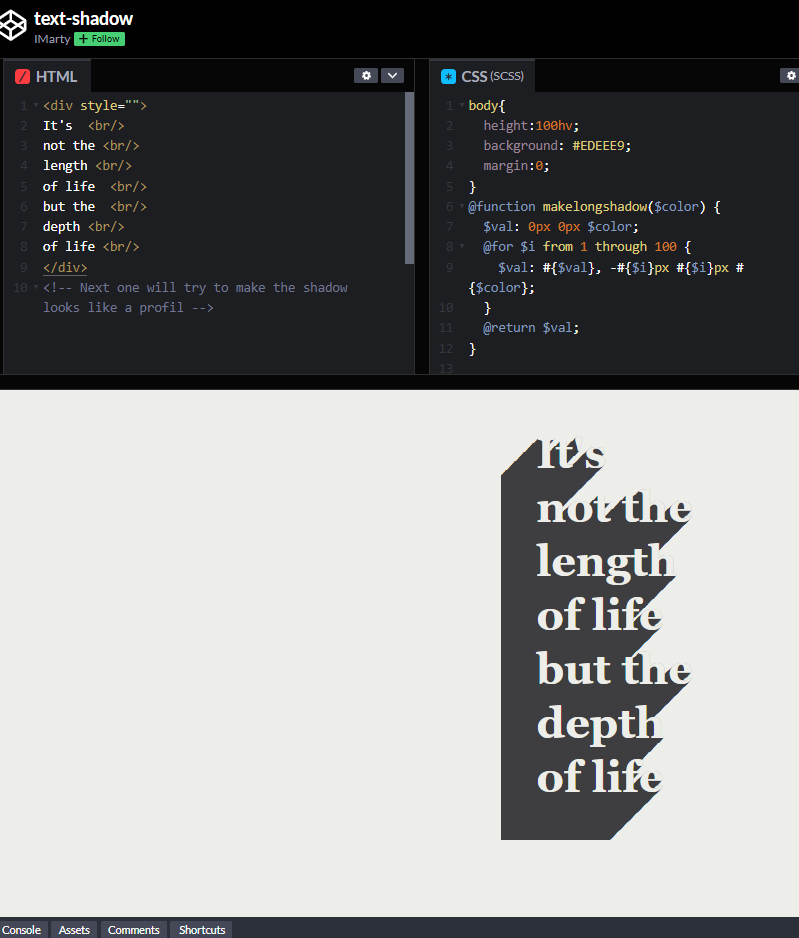 text-shadow
IMarty + Follow
HTML
1 <div style="">
2 It's <br/>
3 not the <br/>
4 length <br/>
5 of life <br/>
6 but the <br/>
7 depth <br/>
8 of life <br/>
9 </div>
10 <!-- Next one will try to make the shadow
looks like a profil -->
CSS (SCSS)
1 body{
2 height:100hv;
3 background: #EDEEE9;
4 margin:0;
5 }
6 @function makelongshadow($color) {
7 $val: 0px 0px $color;
8 @for $i from 1 through 100 {
9 $val: #{$val}, -#{$i}px #{$i}px #
{$color};
10 }
11 @return $val;
12 }
13
It's
not the
length
of life
but the
depth
of life
Console Assets Comments Shortcuts